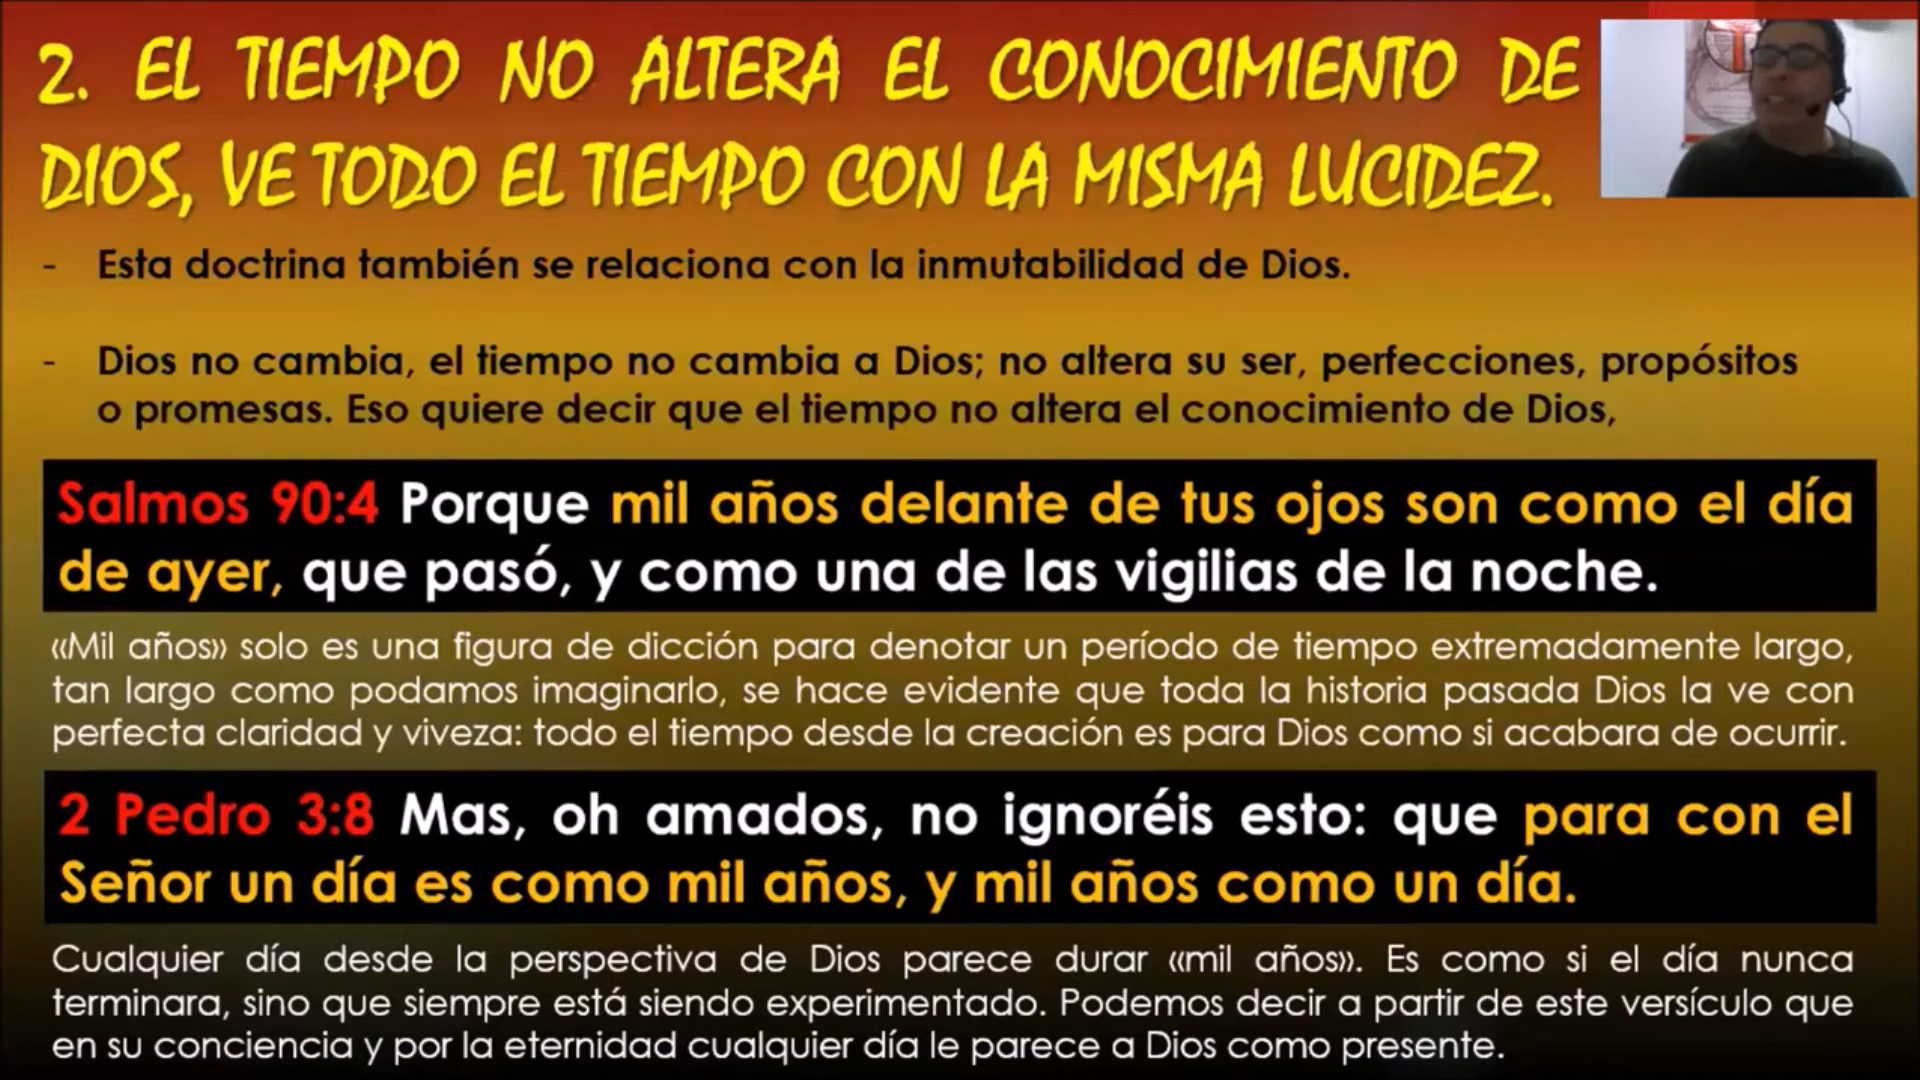 2. EL TIEMPO NO ALTERA EL CONOCIMIENTO DE
DIOS, VE TODO EL TIEMPO CON LA MISMA LUCIDEZ.
- Esta doctrina también se relaciona con la inmutabilidad de Dios.
- Dios no cambia, el tiempo no cambia a Dios; no altera su ser, perfecciones, propósitos
o promesas. Eso quiere decir que el tiempo no altera el conocimiento de Dios,
Salmos 90:4 Porque mil años delante de tus ojos son como el día
de ayer, que pasó, y como una de las vigilias de la noche.
«Mil años» solo es una figura de dicción para denotar un período de tiempo extremadamente largo,
tan largo como podamos imaginarlo, se hace evidente que toda la historia pasada Dios la ve con
perfecta claridad y viveza: todo el tiempo desde la creación es para Dios como si acabara de ocurrir.
2 Pedro 3:8 Mas, oh amados, no ignoréis esto: que para con el
Señor un día es como mil años, y mil años como un día.
Cualquier día desde la perspectiva de Dios parece durar «mil años». Es como si el día nunca
terminara, sino que siempre está siendo experimentado. Podemos decir a partir de este versículo que
en su conciencia y por la eternidad cualquier día le parece a Dios como presente.